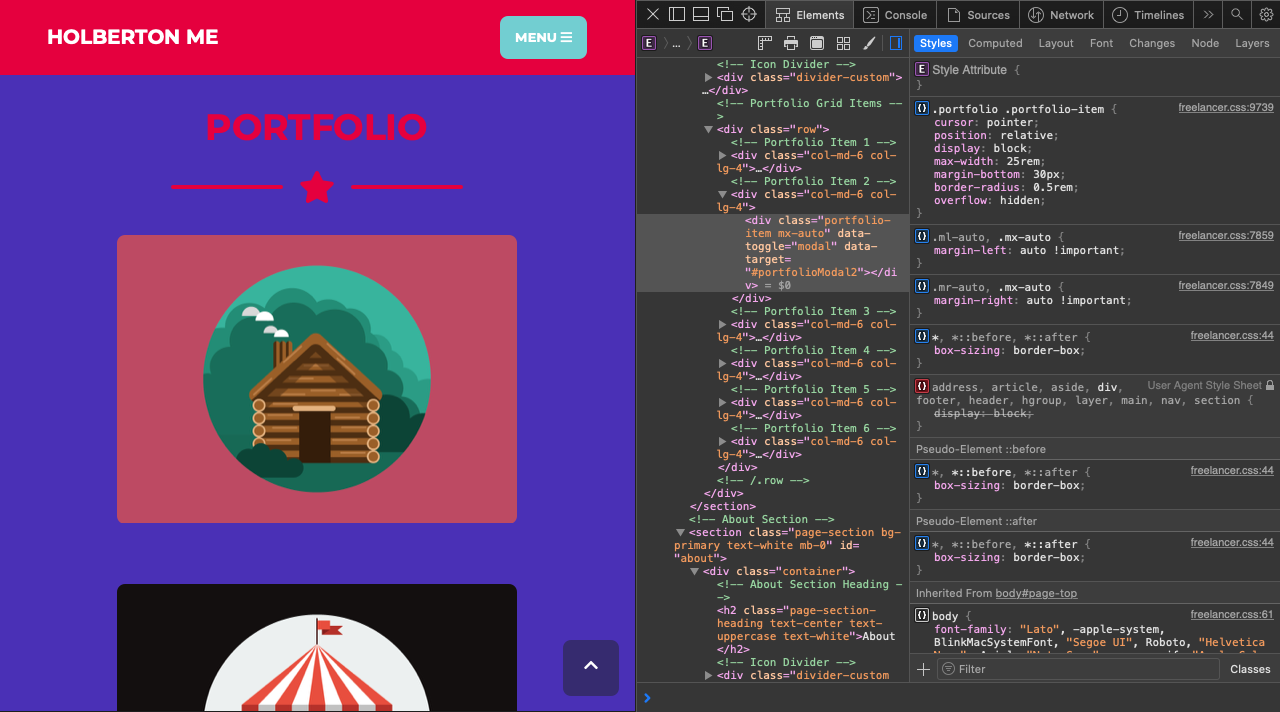 HOLBERTON ME
MENU
PORTFOLIO
Elements
Console
Sources
Network
Timelines
E
...
E
<!-- Icon Divider -->
<div class="divider-custom">
…</div>
<!-- Portfolio Grid Items --
>
<div class="row">
<!-- Portfolio Item 1 -->
<div class="col-md-6 col-
lg-4">…</div>
<!-- Portfolio Item 2 -->
<div class="col-md-6 col-
lg-4">
<div class="portfolio-
item mx-auto" data-
toggle="modal" data-
target=
"#portfolioModal2"></di
v> = $0
</div>
<!-- Portfolio Item 3 -->
<div class="col-md-6 col-
lg-4">…</div>
<!-- Portfolio Item 4 -->
<div class="col-md-6 col-
lg-4">…</div>
<!-- Portfolio Item 5 -->
<div class="col-md-6 col-
lg-4">…</div>
<!-- Portfolio Item 6 -->
<div class="col-md-6 col-
lg-4">…</div>
</div>
<!-- /.row -->
</div>
</section>
<!-- About Section -->
<section class="page-section bg-
primary text-white mb-0" id=
"about">
<div class="container">
<!-- About Section Heading -
->
<h2 class="page-section-
heading text-center text-
uppercase text-white">About
</h2>
<!-- Icon Divider -->
<div class="divider-custom
Styles
Computed
Layout
Font
Changes
Node
Layers
E Style Attribute {
}
.portfolio .portfolio-item { freelancer.css:9739
cursor: pointer;
position: relative;
display: block;
max-width: 25rem;
margin-bottom: 30px;
border-radius: 0.5rem;
overflow: hidden;
}
.ml-auto, .mx-auto { freelancer.css:7859
margin-left: auto !important;
}
.mr-auto, .mx-auto { freelancer.css:7849
margin-right: auto !important;
}
*, *::before, *::after { freelancer.css:44
box-sizing: border-box;
}
address, article, aside, div, User Agent Style Sheet
footer, header, hgroup, layer, main, nav, section {
display: block;
}
Pseudo-Element ::before
*, *::before, *::after { freelancer.css:44
box-sizing: border-box;
}
Pseudo-Element ::after
*, *::before, *::after { freelancer.css:44
box-sizing: border-box;
}
Inherited From body#page-top
body { freelancer.css:61
font-family: "Lato", -apple-system,
BlinkMacSystemFont, "Segoe UI", Roboto, "Helvetica
Filter
Classes